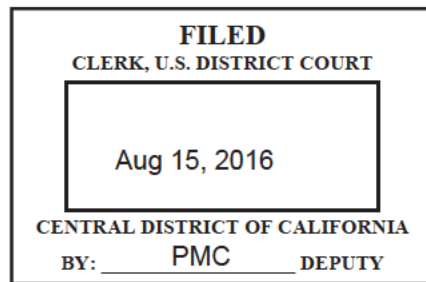 FILED
CLERK, U.S. DISTRICT COURT
Aug 15, 2016
CENTRAL DISTRICT OF CALIFORNIA
BY: PMC DEPUTY